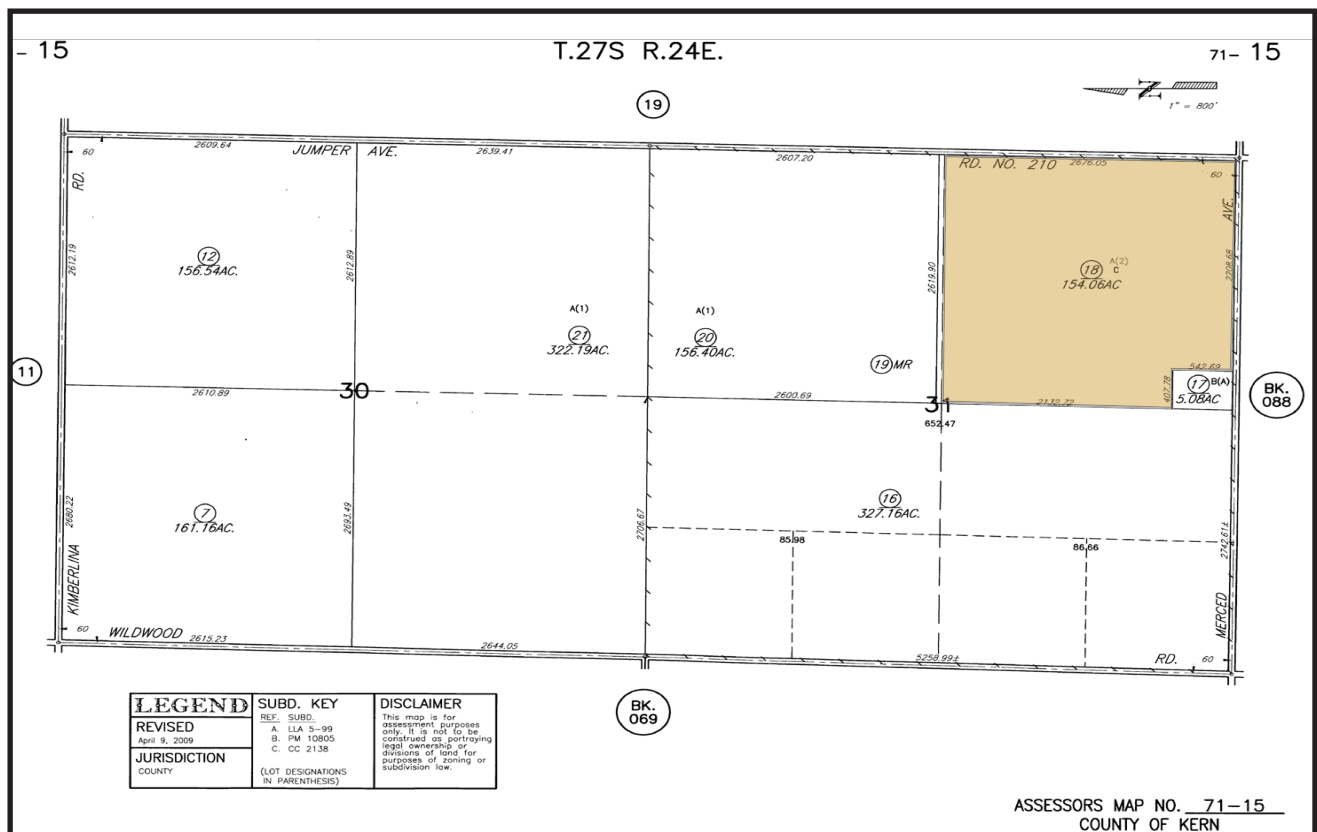 - 15
T.27S R.24E.
71- 15
19
1" = 800'
60
2609.64
JUMPER AVE.
2639.41
2607.20
RD. NO. 210
2676.05
60
RD.
AVE.
2612.19
12
156.54AC.
2612.89
2619.90
A(2)
C
18
154.06AC
2708.68
A(1)
21
322.19AC.
A(1)
20
156.40AC.
19 MR
11
2610.89
30
2600.69
31
652.47
2132.72
407.78
542.69
17 B(A)
5.08AC
BK.
088
2680.22
7
161.16AC.
2693.49
2706.67
16
327.16AC.
85.98
86.66
2742.61±
KIMBERLINA
MERCED
60
WILDWOOD
2615.23
2644.05
5258.99±
RD.
60
BK.
069
LEGEND
REVISED
April 9, 2009
JURISDICTION
COUNTY
SUBD. KEY
REF. SUBD.
A. LLA 5-99
B. PM 10805
C. CC 2138
(LOT DESIGNATIONS
IN PARENTHESIS)
DISCLAIMER
This map is for
assessment purposes
only. It is not to be
construed as portraying
legal ownership or
divisions of land for
purposes of zoning or
subdivision law.
ASSESSORS MAP NO. 71-15
COUNTY OF KERN